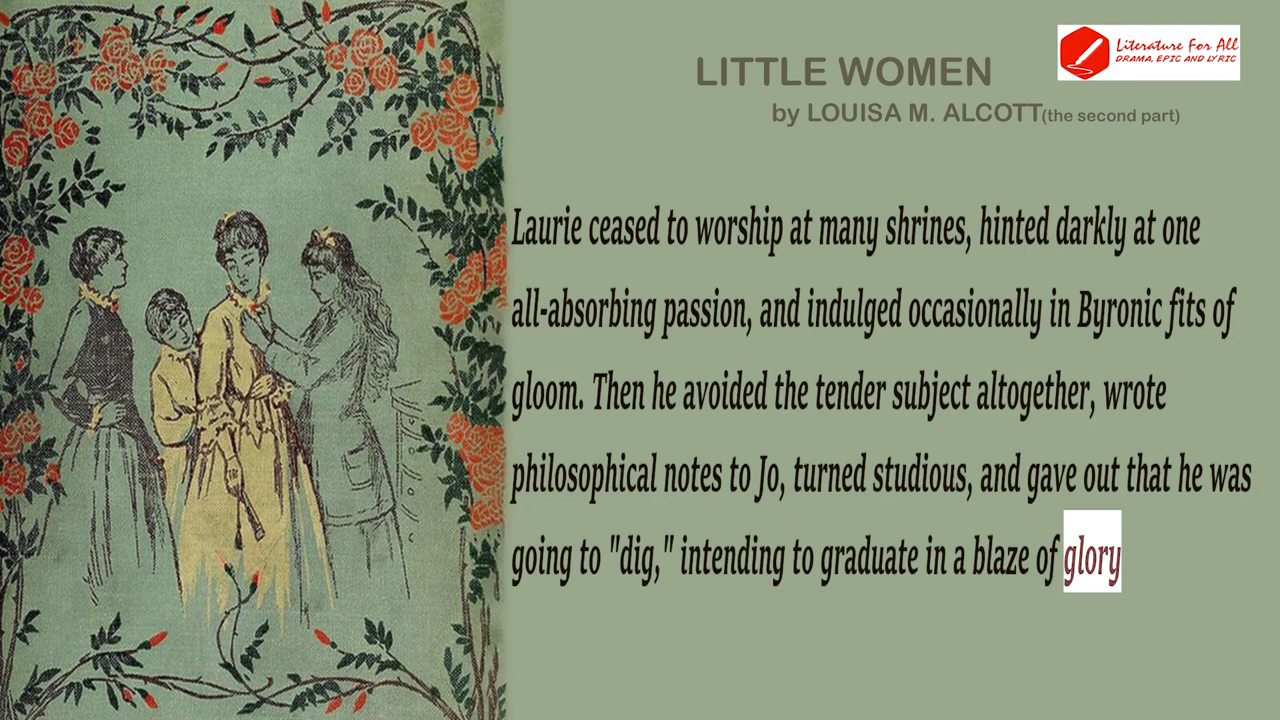 LITTLE WOMEN
by LOUISA M. ALCOTT(the second part)
Literature For All
DRAMA, EPIC AND LYRIC
Laurie ceased to worship at many shrines, hinted darkly at one
all-absorbing passion, and indulged occasionally in Byronic fits of
gloom. Then he avoided the tender subject altogether, wrote
philosophical notes to Jo, turned studious, and gave out that he was
going to "dig," intending to graduate in a blaze of glory